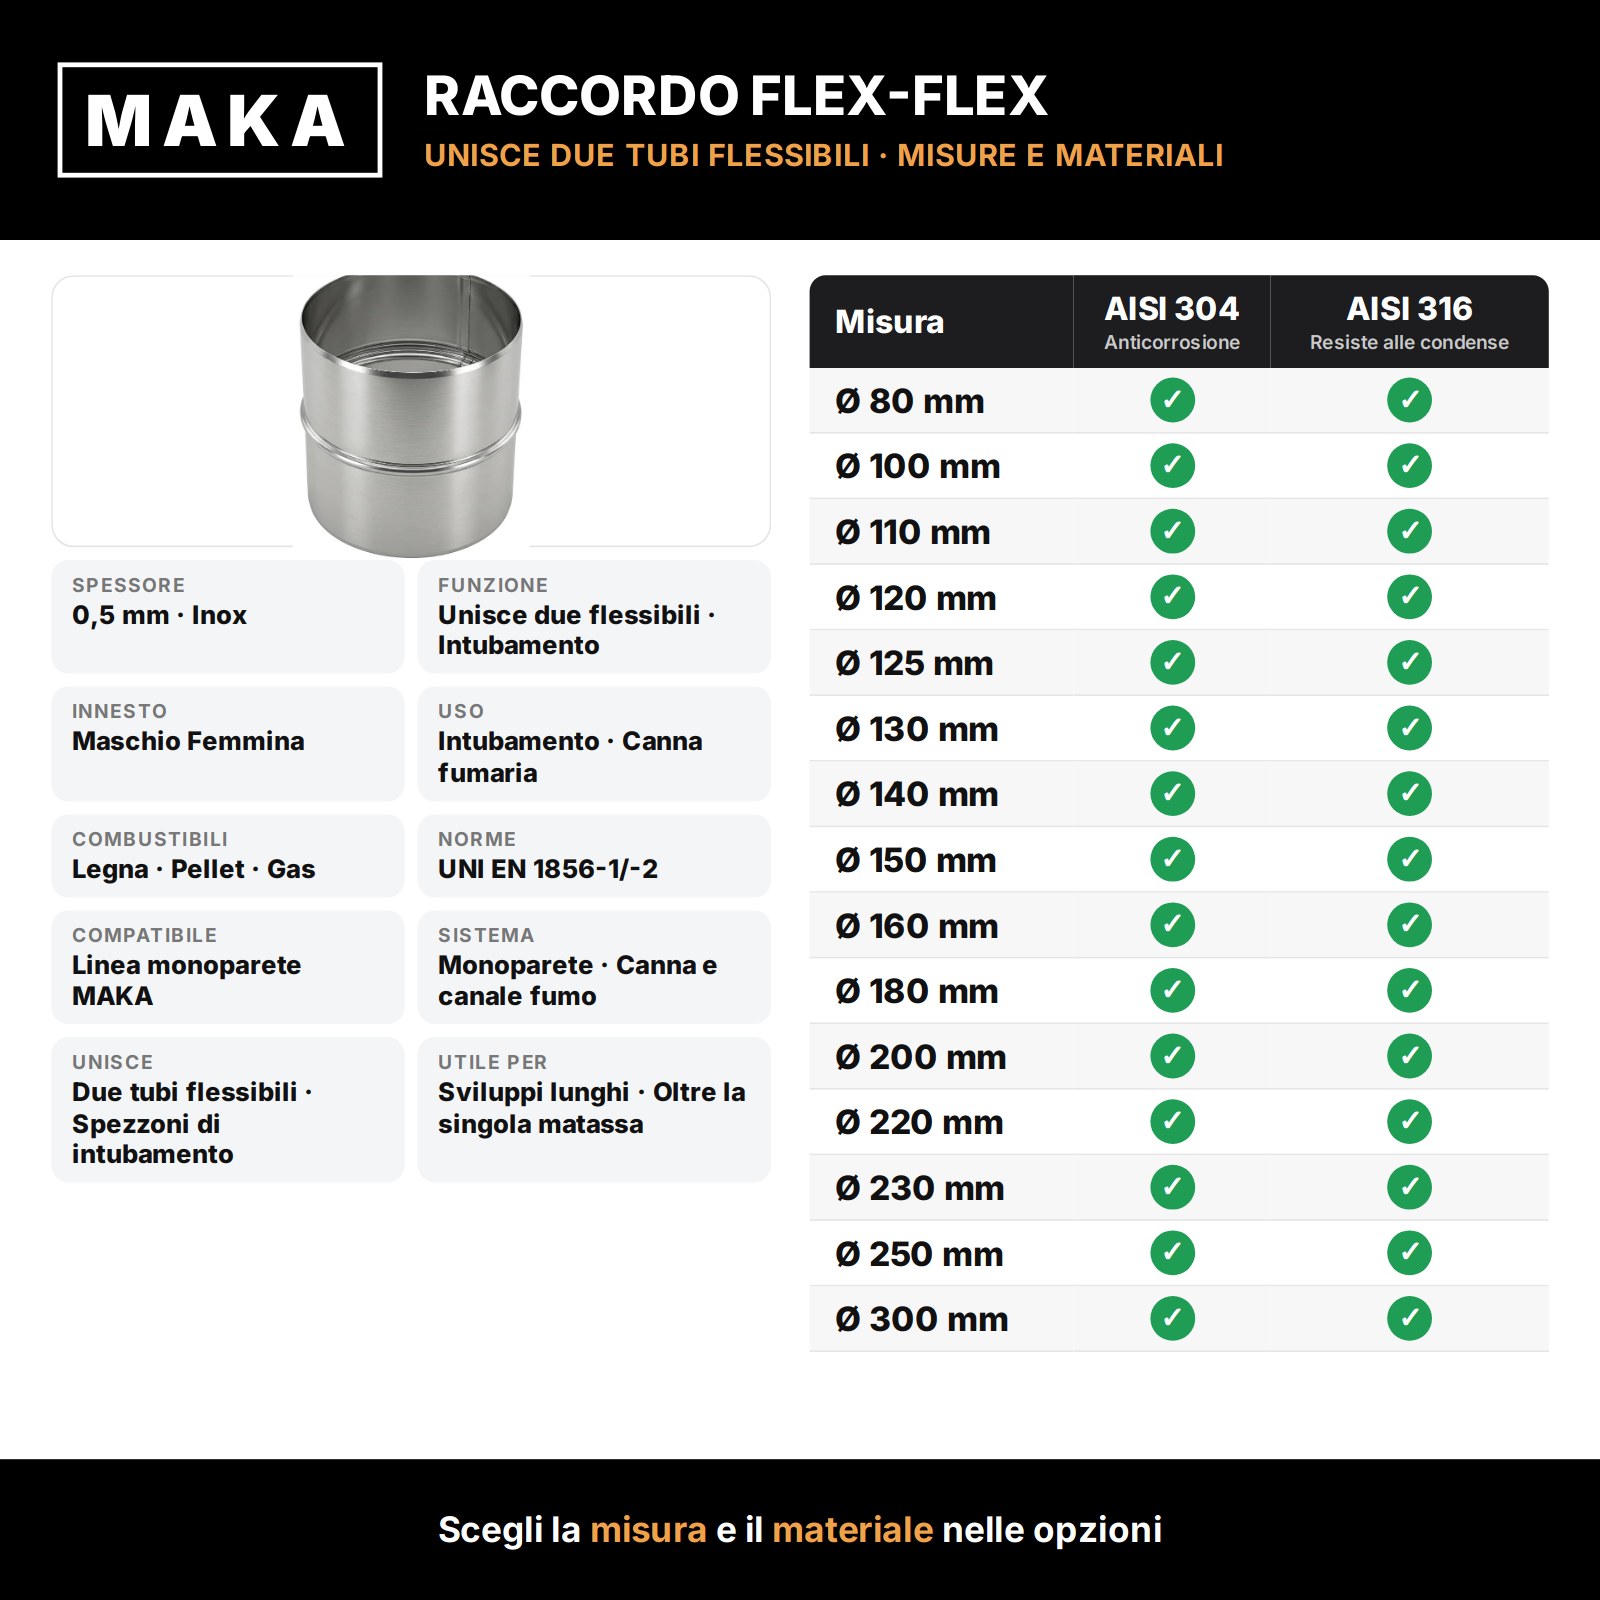 MAKA
RACCORDO FLEX-FLEX
UNISCE DUE TUBI FLESSIBILI · MISURE E MATERIALI
SPESSORE
0,5 mm · Inox
FUNZIONE
Unisce due flessibili ·
Intubamento
INNESTO
Maschio Femmina
USO
Intubamento · Canna
fumaria
COMBUSTIBILI
Legna · Pellet · Gas
NORME
UNI EN 1856-1/-2
COMPATIBILE
Linea monoparete
MAKA
SISTEMA
Monoparete · Canna e
canale fumo
UNISCE
Due tubi flessibili ·
Spezzoni di
intubamento
UTILE PER
Sviluppi lunghi · Oltre la
singola matassa
Misura
AISI 304
Anticorrosione
AISI 316
Resiste alle condense
Ø 80 mm ✓ ✓
Ø 100 mm ✓ ✓
Ø 110 mm ✓ ✓
Ø 120 mm ✓ ✓
Ø 125 mm ✓ ✓
Ø 130 mm ✓ ✓
Ø 140 mm ✓ ✓
Ø 150 mm ✓ ✓
Ø 160 mm ✓ ✓
Ø 180 mm ✓ ✓
Ø 200 mm ✓ ✓
Ø 220 mm ✓ ✓
Ø 230 mm ✓ ✓
Ø 250 mm ✓ ✓
Ø 300 mm ✓ ✓
Scegli la misura e il materiale nelle opzioni